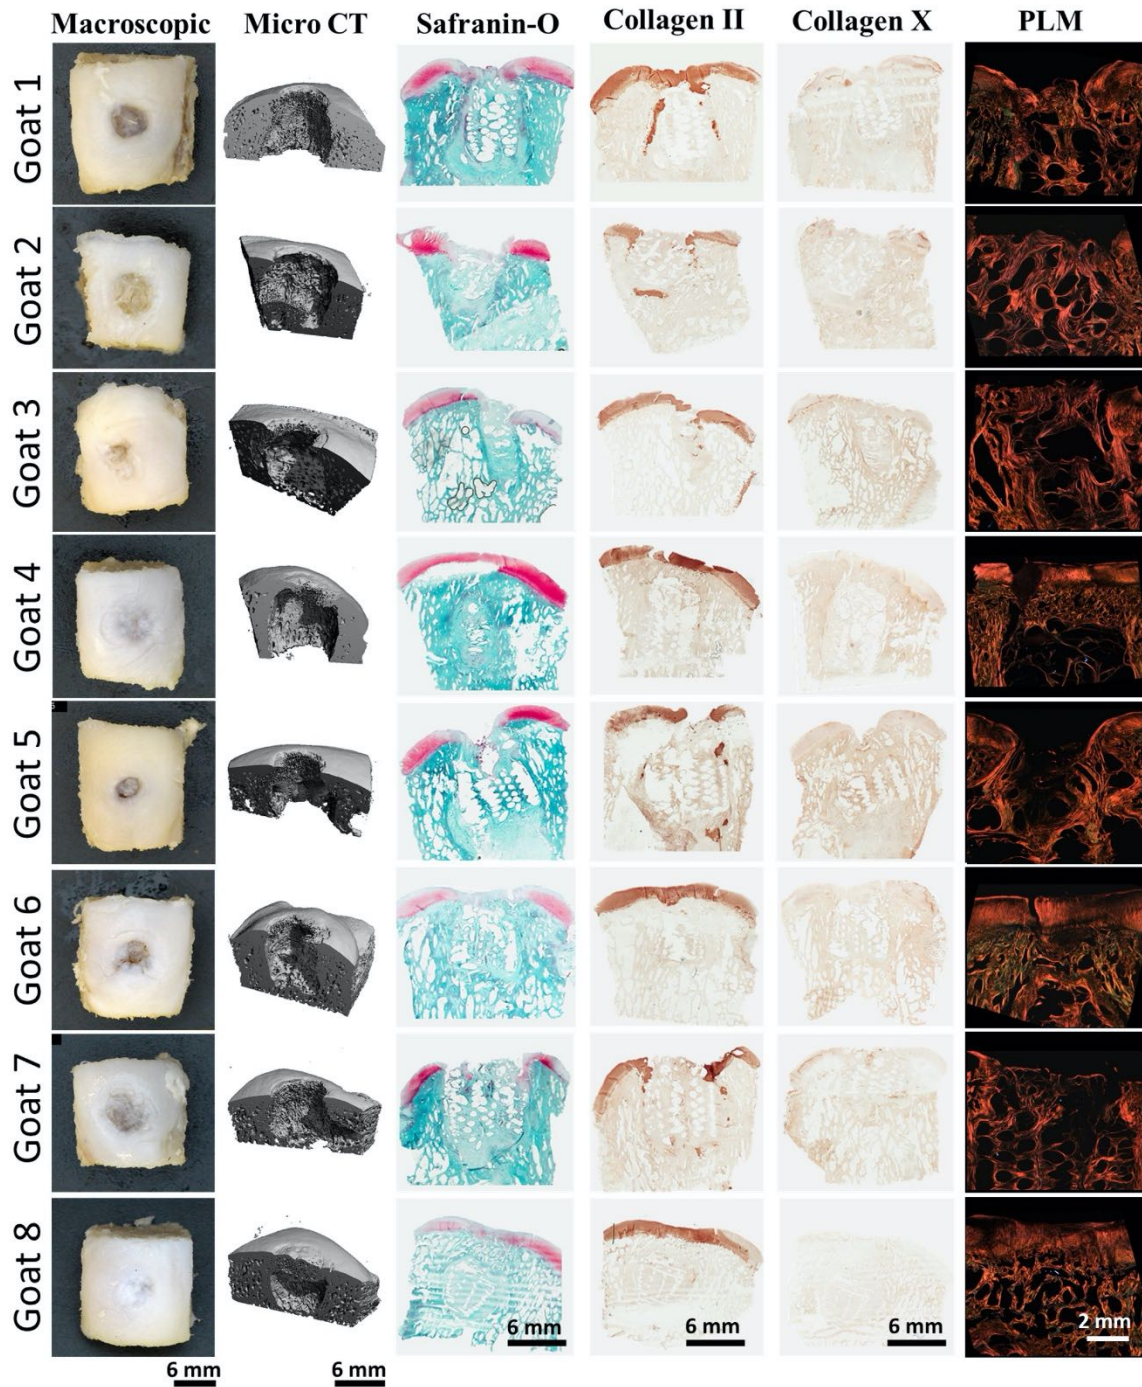 Macroscopic Micro CT Safranin-O Collagen II Collagen X PLM
Goat 1
Goat 2
Goat 3
Goat 4
Goat 5
Goat 6
Goat 7
Goat 8
6 mm 6 mm 6 mm 2 mm
6 mm 6 mm